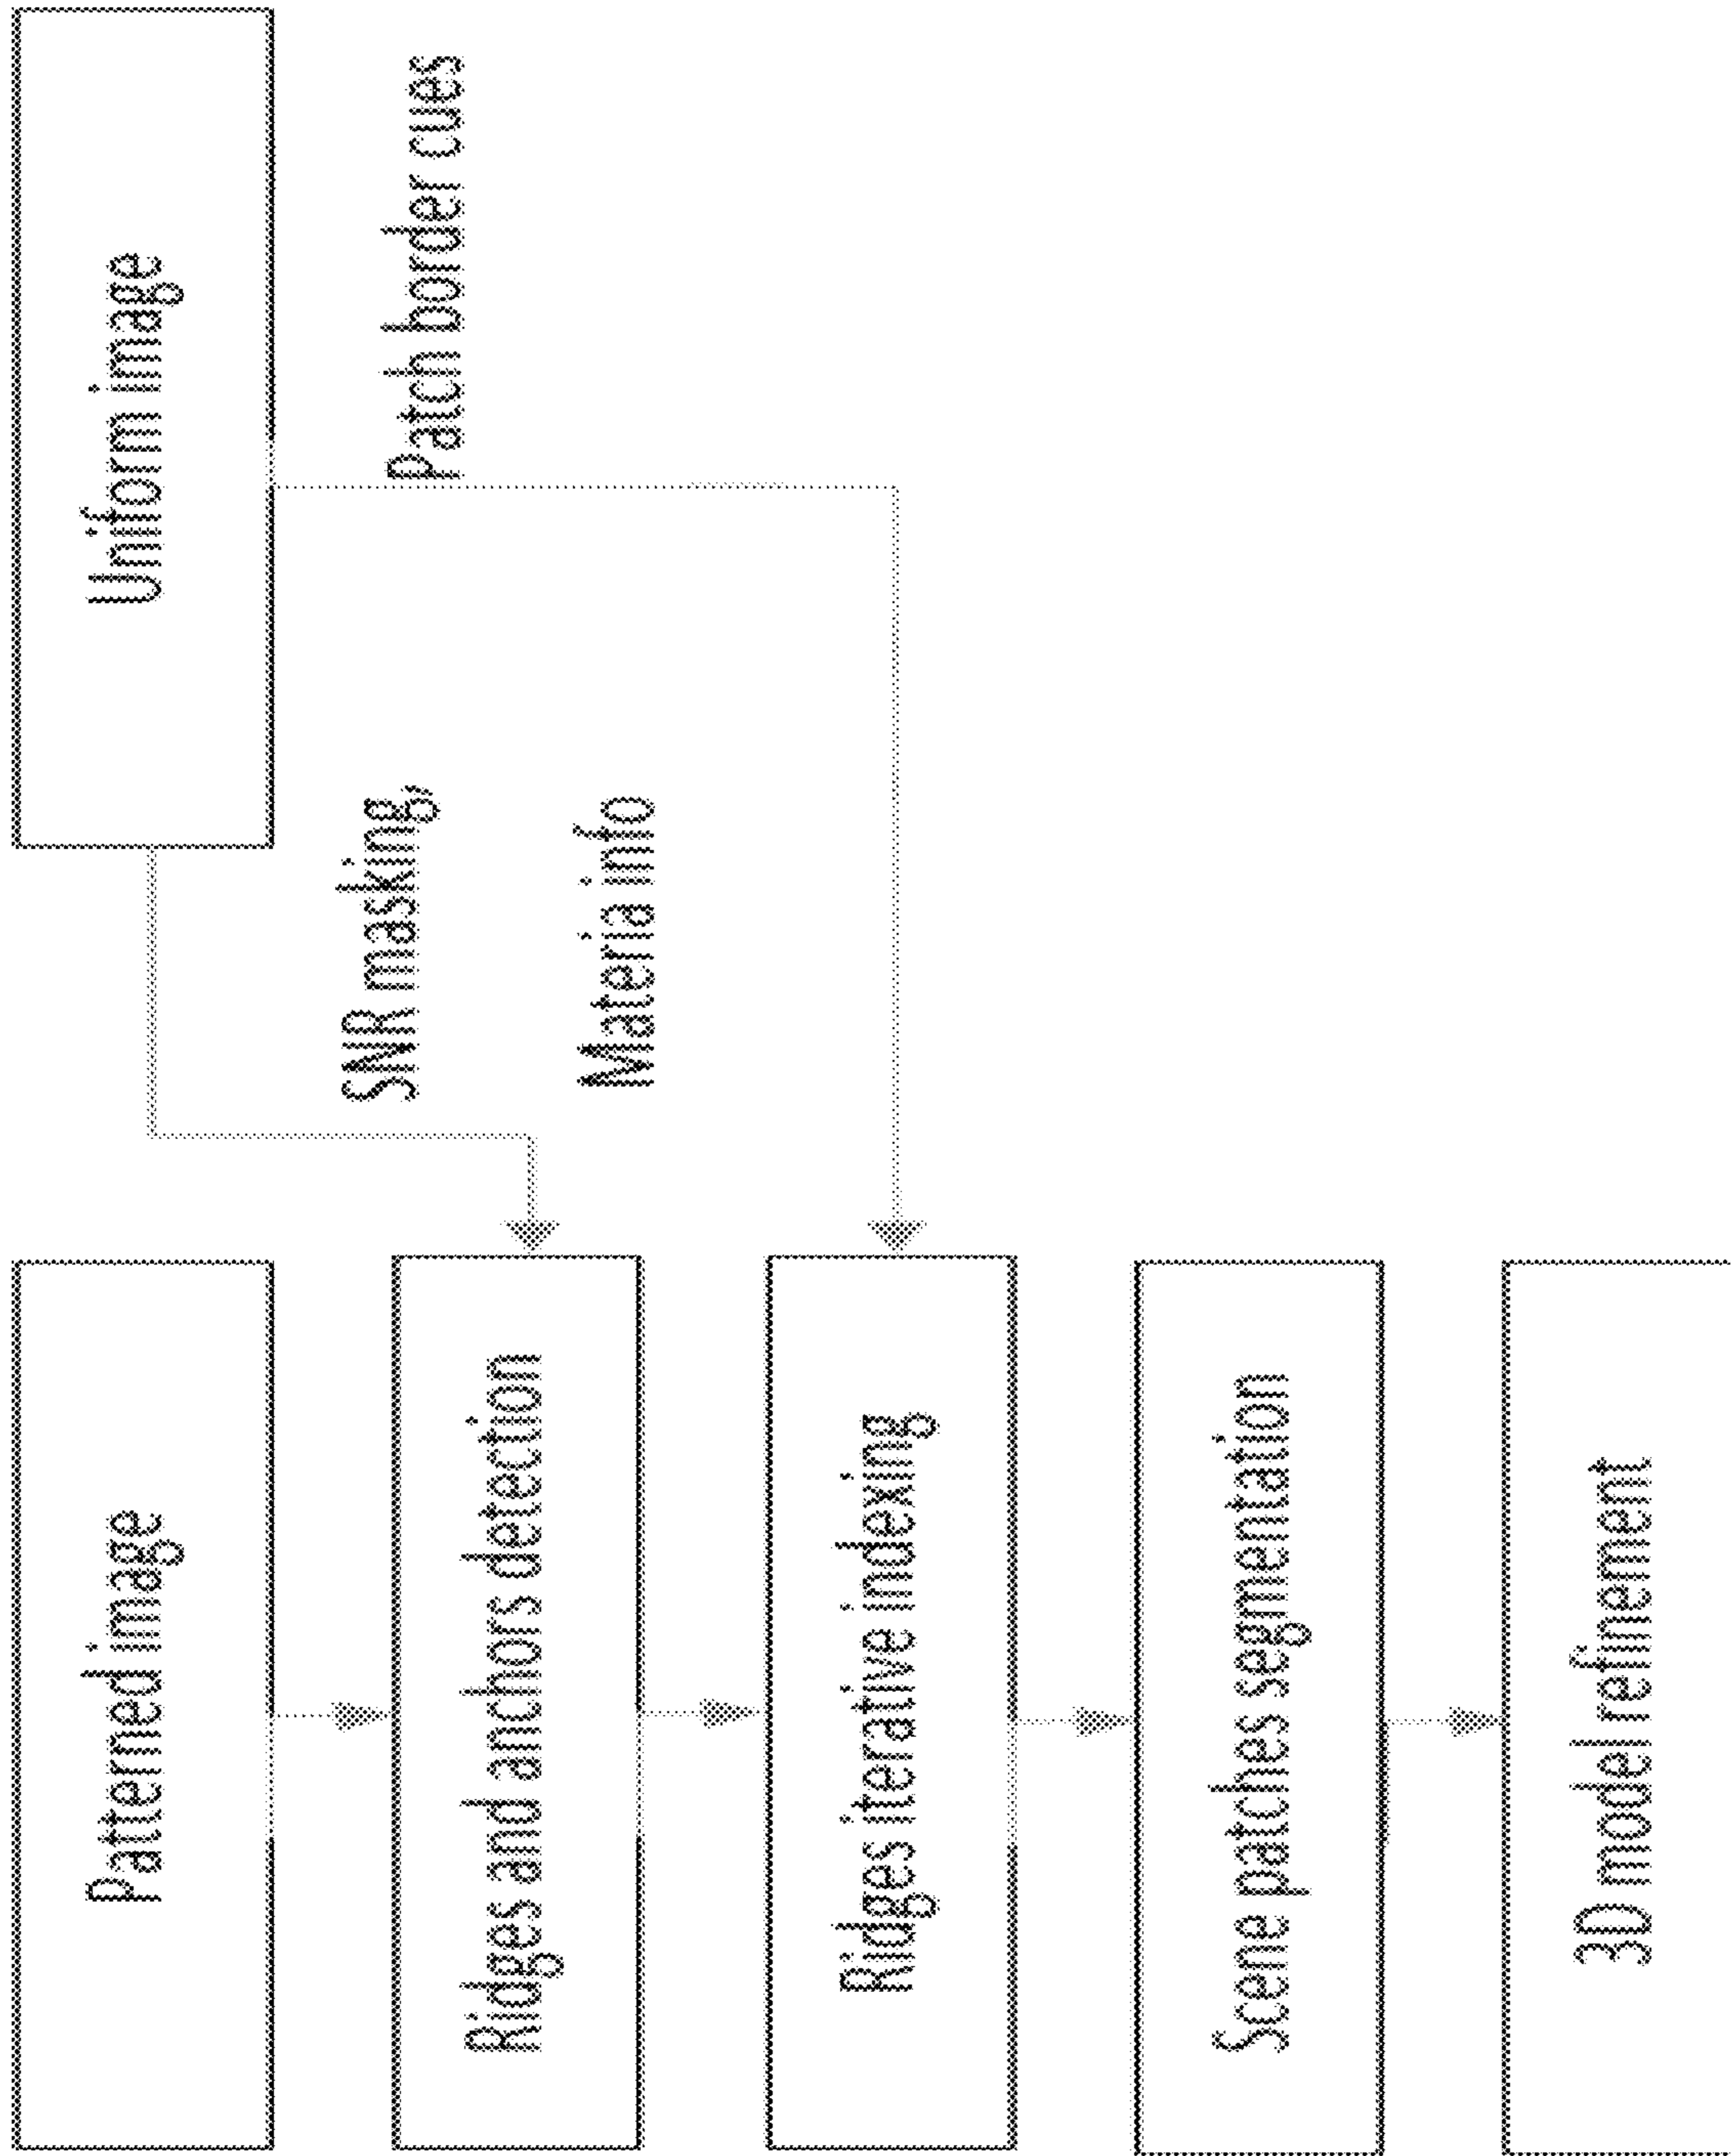 Patterned image
Uniform image
Ridges and anchors detection
SNR masking,
Materia info
Patch border cues
Ridges iterative indexing
Scene patches segmentation
3D model refinement